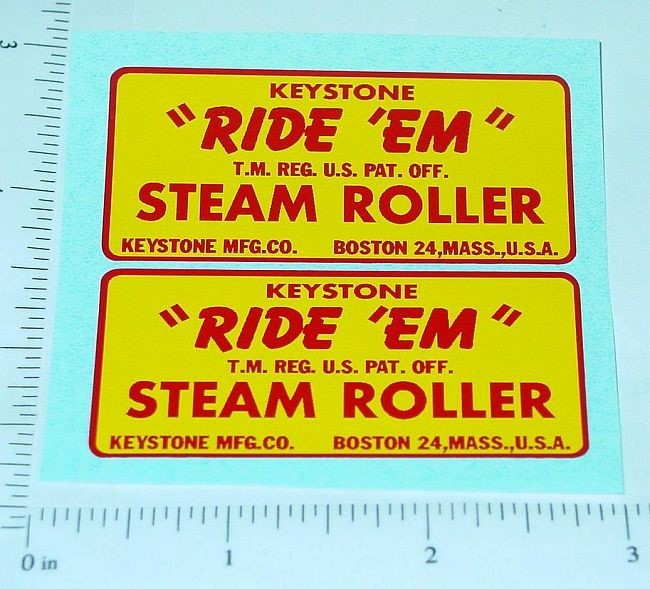 KEYSTONE
"RIDE 'EM"
T.M. REG. U.S. PAT. OFF.
STEAM ROLLER
KEYSTONE MFG.CO. BOSTON 24,MASS.,U.S.A.
KEYSTONE
"RIDE 'EM"
T.M. REG. U.S. PAT. OFF.
STEAM ROLLER
KEYSTONE MFG.CO. BOSTON 24,MASS.,U.S.A.
3
0 in 1 2 3